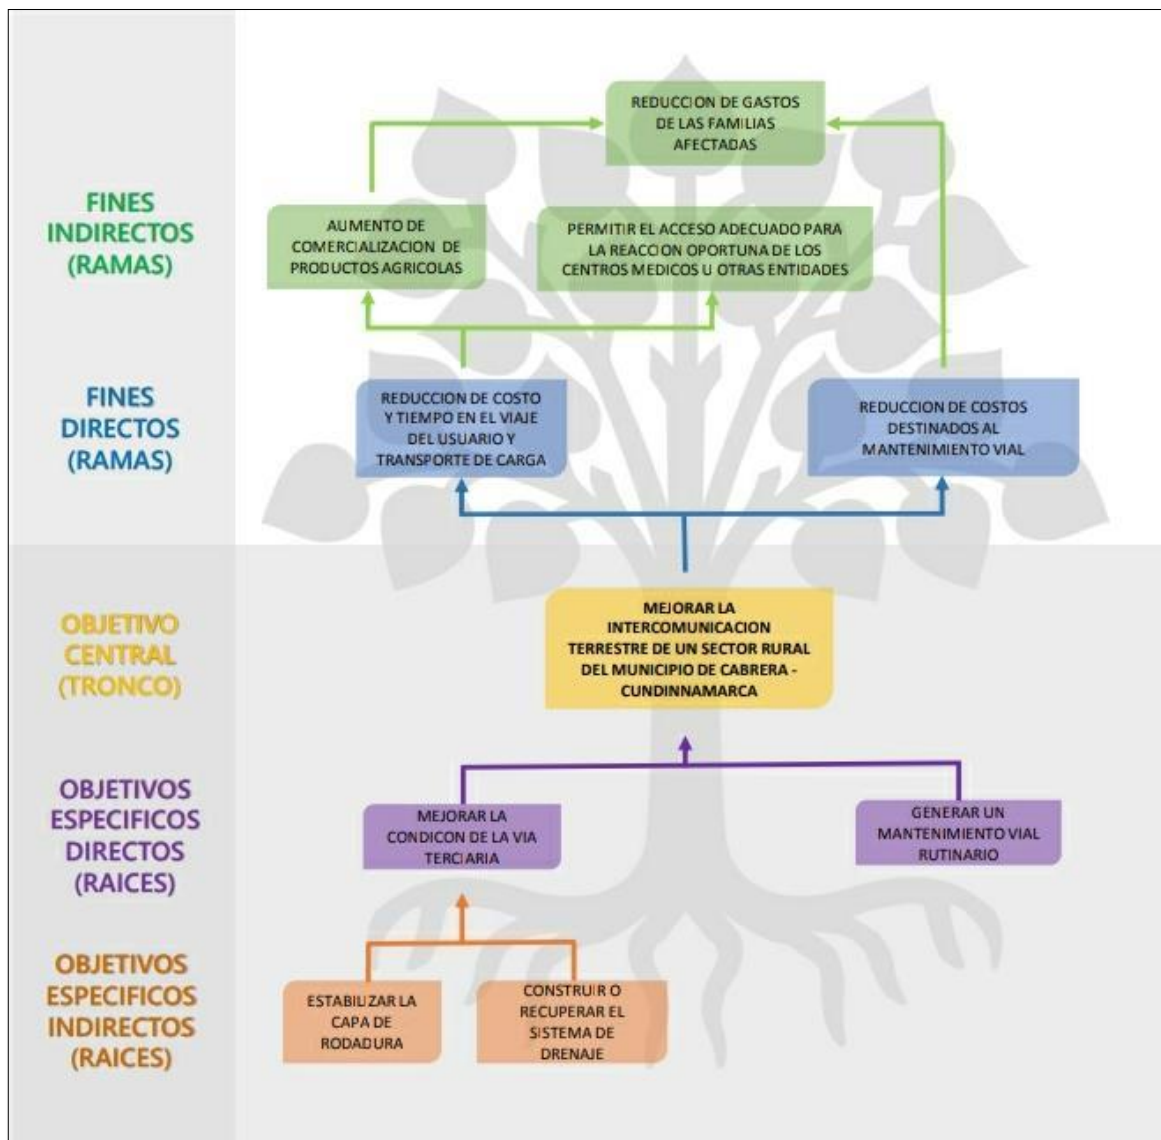 FINES
INDIRECTOS
(RAMAS)
REDUCCION DE GASTOS
DE LAS FAMILIAS
AFECTADAS
AUMENTO DE
COMERCIALIZACION DE
PRODUCTOS AGRICOLAS
PERMITIR EL ACCESO ADECUADO PARA
LA REACCION OPORTUNA DE LOS
CENTROS MEDICOS U OTRAS ENTIDADES
FINES
DIRECTOS
(RAMAS)
REDUCCION DE COSTO
Y TIEMPO EN EL VIAJE
DEL USUARIO Y
TRANSPORTE DE CARGA
REDUCCION DE COSTOS
DESTINADOS AL
MANTENIMIENTO VIAL
OBJETIVO
CENTRAL
(TRONCO)
MEJORAR LA
INTERCOMUNICACION
TERRESTRE DE UN SECTOR RURAL
DEL MUNICIPIO DE CABRERA -
CUNDINNAMARCA
OBJETIVOS
ESPECIFICOS
DIRECTOS
(RAICES)
MEJORAR LA
CONDICON DE LA VIA
TERCIARIA
GENERAR UN
MANTENIMIENTO VIAL
RUTINARIO
OBJETIVOS
ESPECIFICOS
INDIRECTOS
(RAICES)
ESTABILIZAR LA
CAPA DE
RODADURA
CONSTRUIR O
RECUPERAR EL
SISTEMA DE
DRENAJE